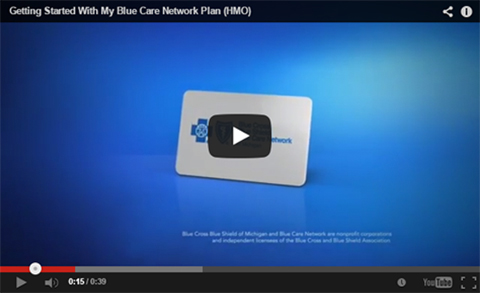 Getting Started With My Blue Care Network Plan (HMO)
Network
Blue Cross Blue Shield of Michigan and Blue Care Network are nonprofit corporations
and independent licensees of the Blue Cross and Blue Shield Association.
0:15 / 0:39
YouTube